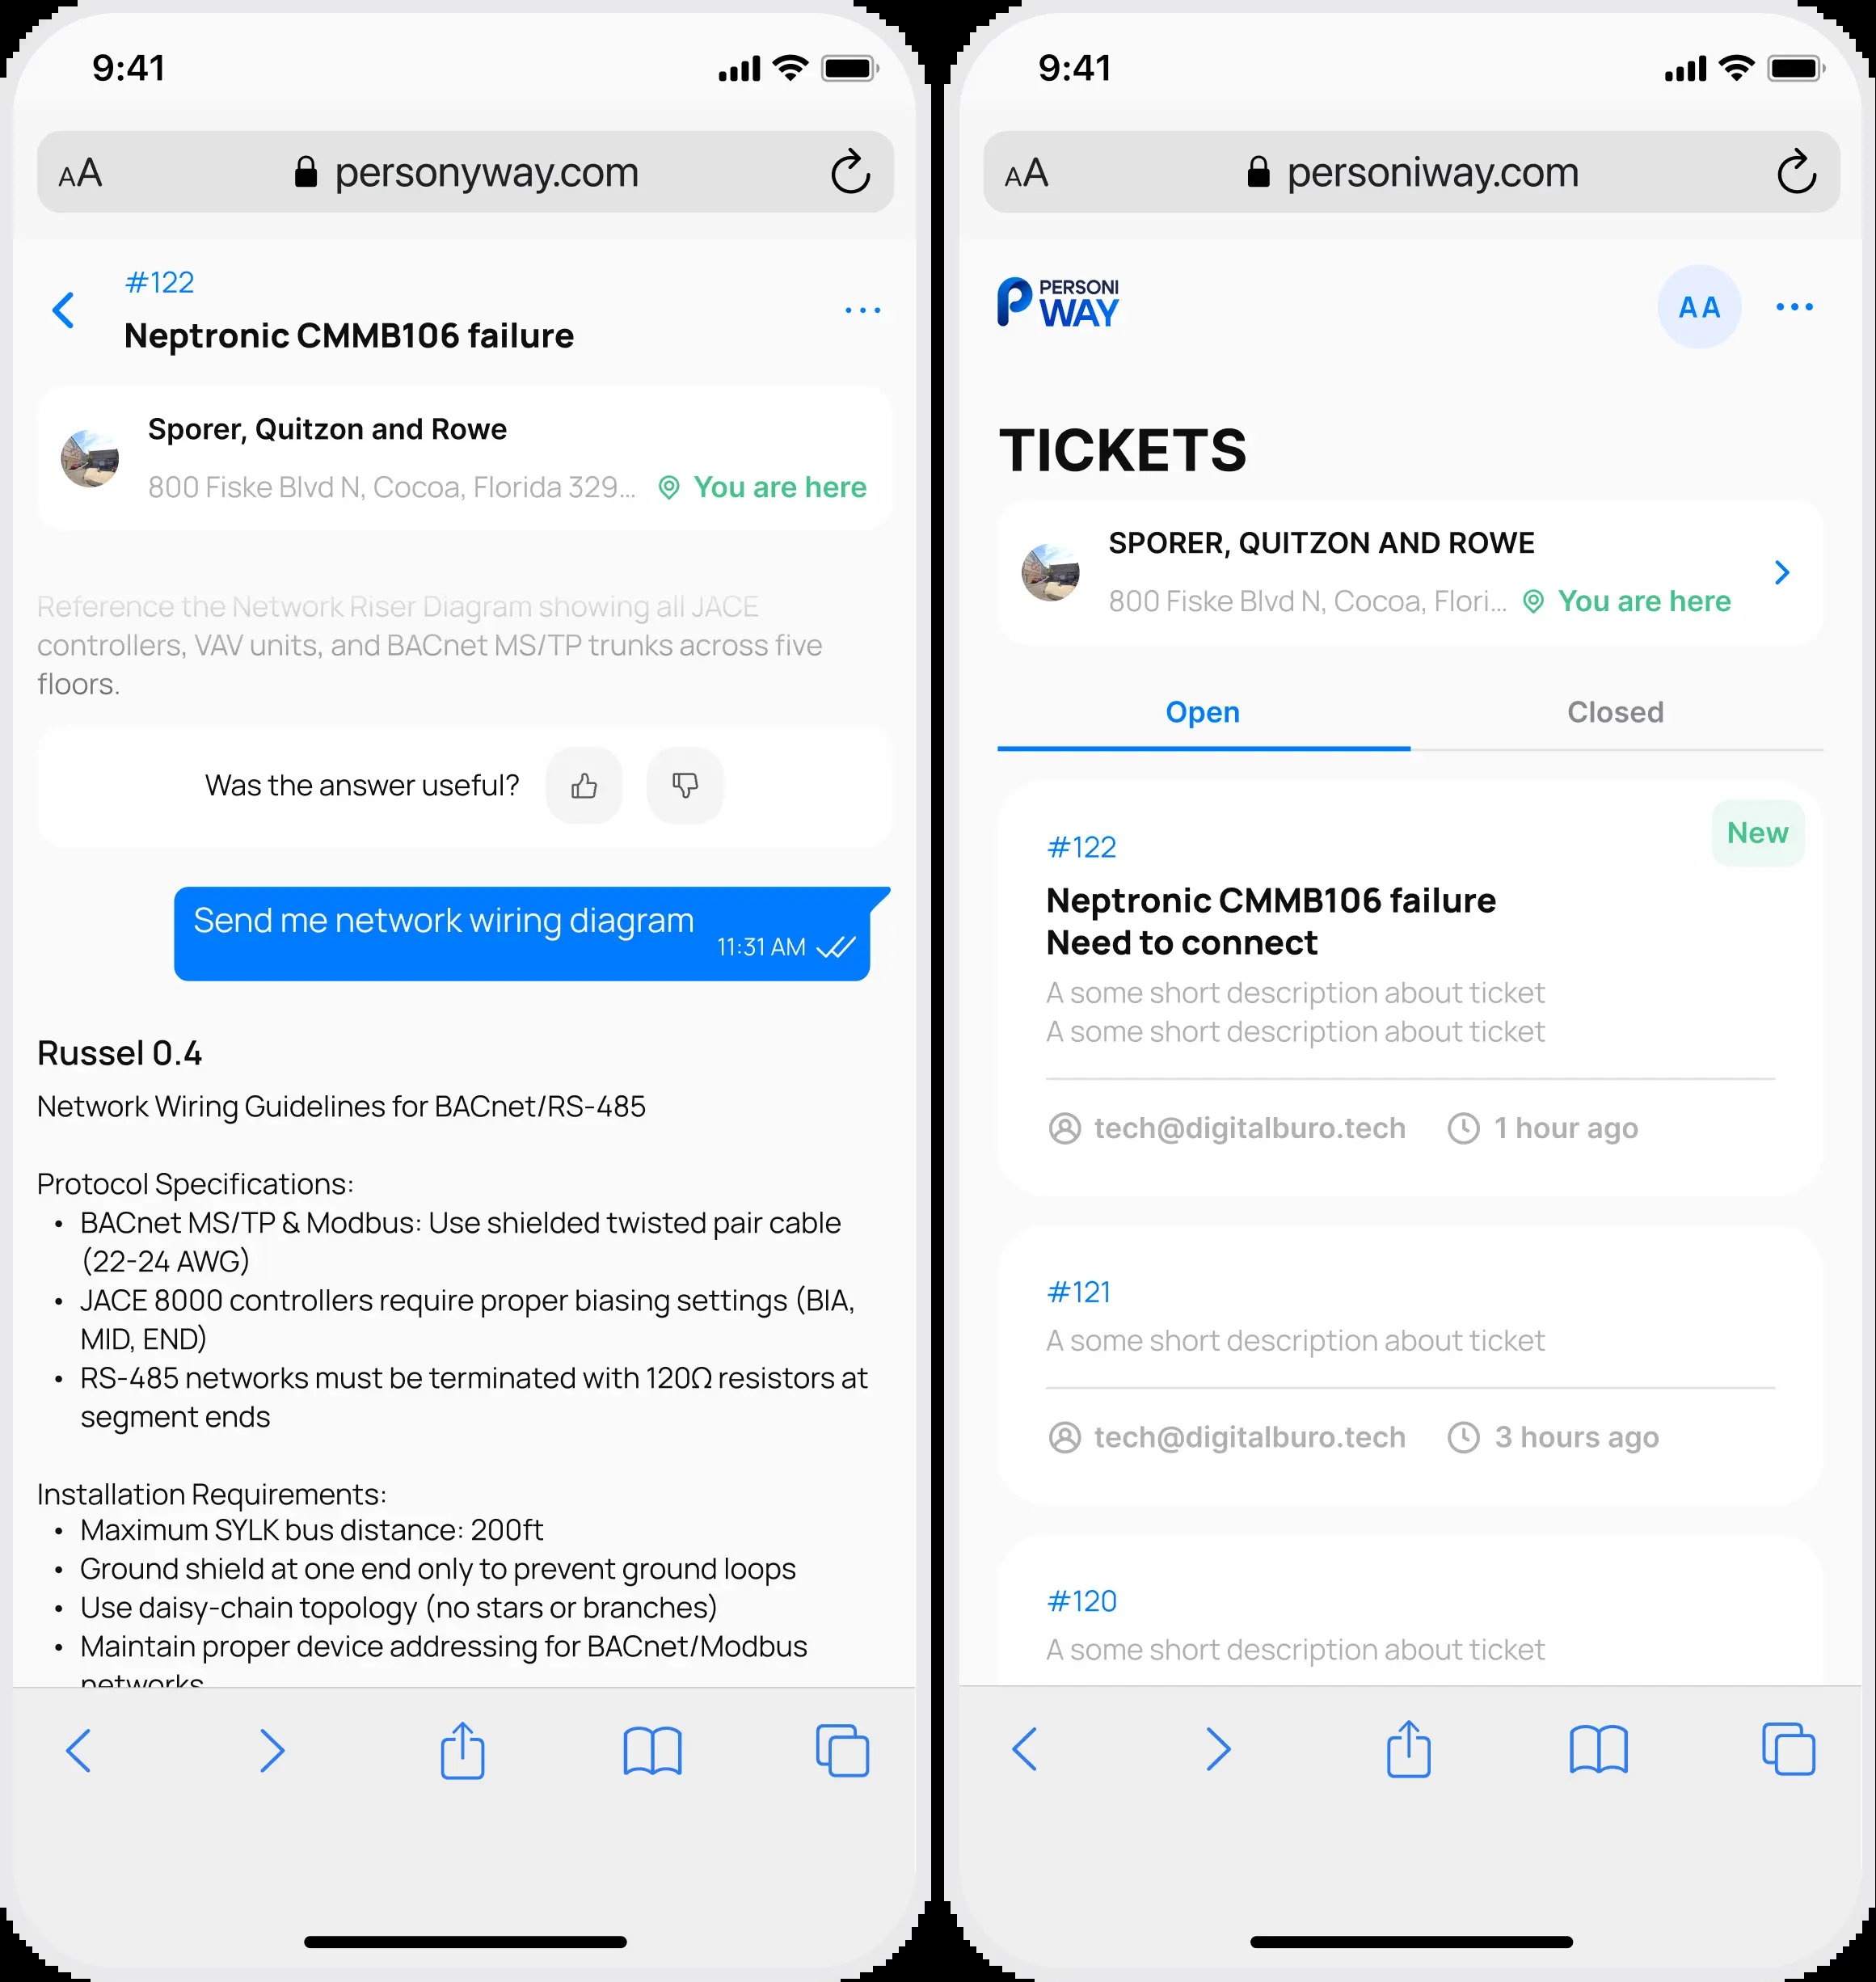 9:41
AA personyway.com
#122
Neptronic CMMB106 failure
Sporer, Quitzon and Rowe
800 Fiske Blvd N, Cocoa, Florida 329... You are here
Reference the Network Riser Diagram showing all JACE
controllers, VAV units, and BACnet MS/TP trunks across five
floors.
Was the answer useful?
Send me network wiring diagram
11:31 AM
Russel 0.4
Network Wiring Guidelines for BACnet/RS-485
Protocol Specifications:
• BACnet MS/TP & Modbus: Use shielded twisted pair cable
(22-24 AWG)
• JACE 8000 controllers require proper biasing settings (BIA,
MID, END)
• RS-485 networks must be terminated with 120Ω resistors at
segment ends
Installation Requirements:
• Maximum SYLK bus distance: 200ft
• Ground shield at one end only to prevent ground loops
• Use daisy-chain topology (no stars or branches)
• Maintain proper device addressing for BACnet/Modbus
networks
9:41
AA personiway.com
PERSONI
WAY
AA
TICKETS
SPORER, QUITZON AND ROWE
800 Fiske Blvd N, Cocoa, Flori... You are here
Open Closed
New
#122
Neptronic CMMB106 failure
Need to connect
A some short description about ticket
A some short description about ticket
tech@digitalburo.tech 1 hour ago
#121
A some short description about ticket
tech@digitalburo.tech 3 hours ago
#120
A some short description about ticket